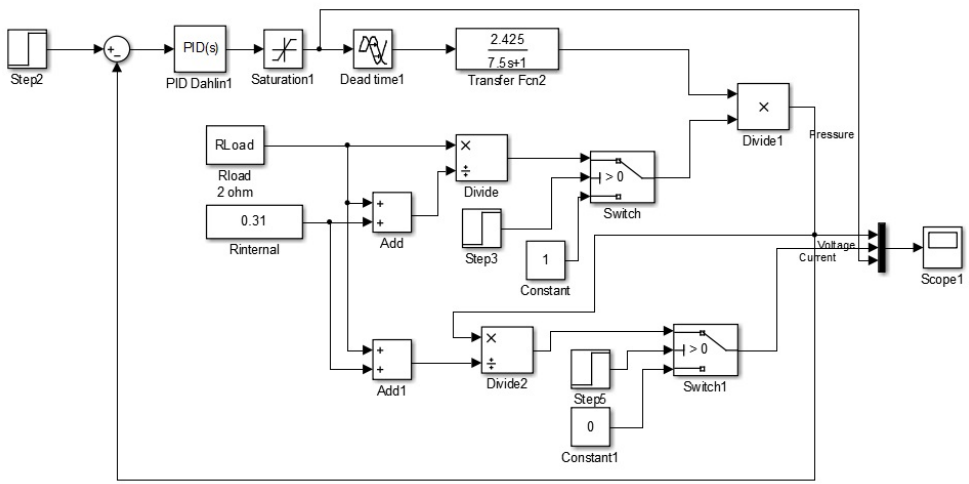 Step2
+
−
PID(s)
PID Dahlin1
Saturation1
Dead time1
2.425
7.5s+1
Transfer Fcn2
×
Divide1
Pressure
RLoad
Rload
2 ohm
0.31
Rinternal
+
+
Add
×
÷
Divide
Step3
> 0
Switch
1
Constant
Voltage
Current
Scope1
+
+
Add1
×
÷
Divide2
Step5
> 0
Switch1
0
Constant1